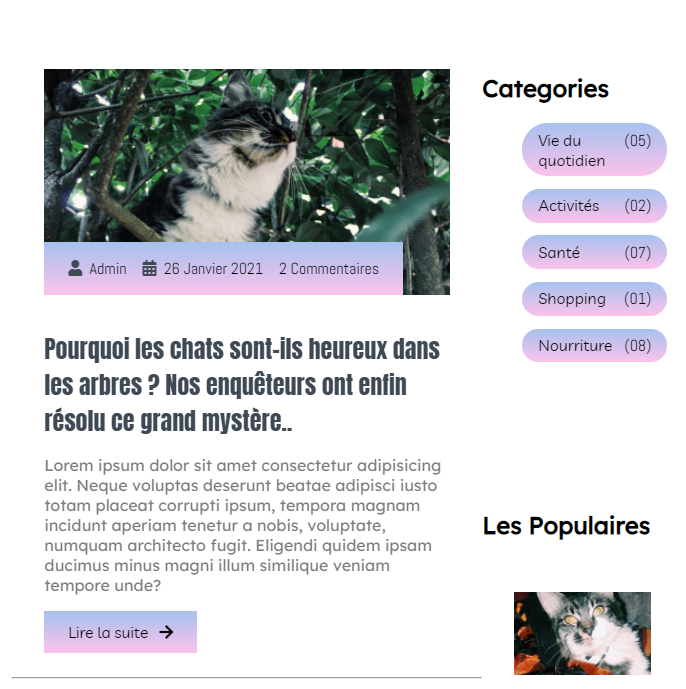 Admin 26 Janvier 2021 2 Commentaires
Pourquoi les chats sont-ils heureux dans
les arbres ? Nos enquêteurs ont enfin
résolu ce grand mystère..
Lorem ipsum dolor sit amet consectetur adipisicing
elit. Neque voluptas deserunt beatae adipisci iusto
totam placeat corrupti ipsum, tempora magnam
incidunt aperiam tenetur a nobis, voluptate,
numquam architecto fugit. Eligendi quidem ipsam
ducimus minus magni illum similique veniam
tempore unde?
Lire la suite
Categories
Vie du (05)
quotidien
Activités (02)
Santé (07)
Shopping (01)
Nourriture (08)
Les Populaires